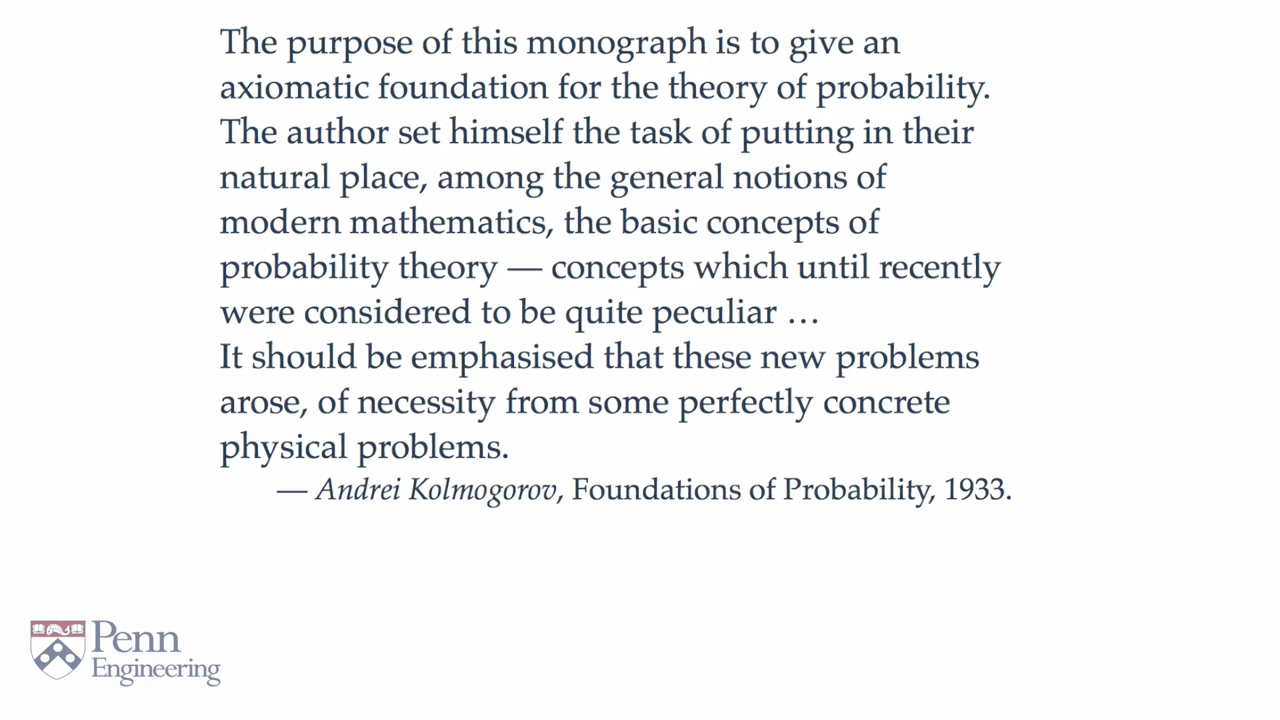 The purpose of this monograph is to give an
axiomatic foundation for the theory of probability.
The author set himself the task of putting in their
natural place, among the general notions of
modern mathematics, the basic concepts of
probability theory — concepts which until recently
were considered to be quite peculiar …
It should be emphasised that these new problems
arose, of necessity from some perfectly concrete
physical problems.
— Andrei Kolmogorov, Foundations of Probability, 1933.
Penn
Engineering